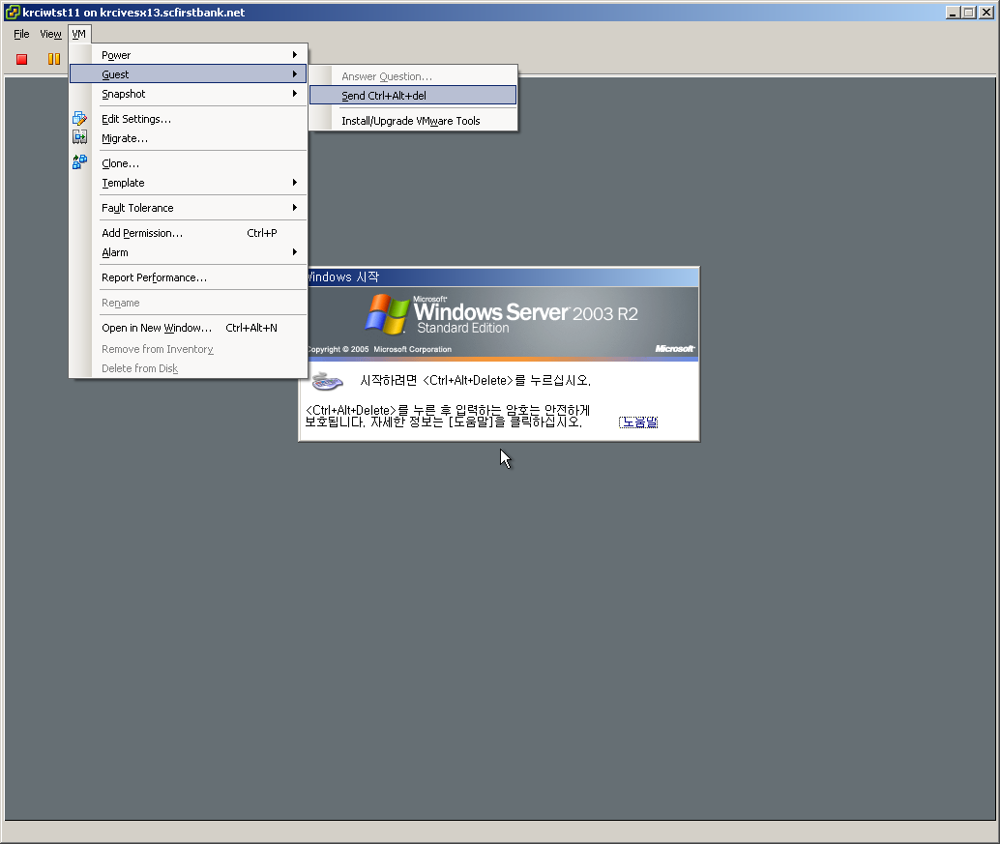 krciwtst11 on krcivesx13.scfirstbank.net
File View VM
Power
Guest
Snapshot
Edit Settings...
Migrate...
Clone...
Template
Fault Tolerance
Add Permission... Ctrl+P
Alarm
Report Performance...
Rename
Open in New Window... Ctrl+Alt+N
Remove from Inventory
Delete from Disk
Answer Question...
Send Ctrl+Alt+del
Install/Upgrade VMware Tools
Windows 시작
Microsoft®
Windows Server 2003 R2
Standard Edition
Copyright © 2005 Microsoft Corporation
Microsoft
시작하려면 <Ctrl+Alt+Delete>를 누르십시오.
<Ctrl+Alt+Delete>를 누른 후 입력하는 암호는 안전하게
보호됩니다. 자세한 정보는 [도움말]을 클릭하십시오.
도움말